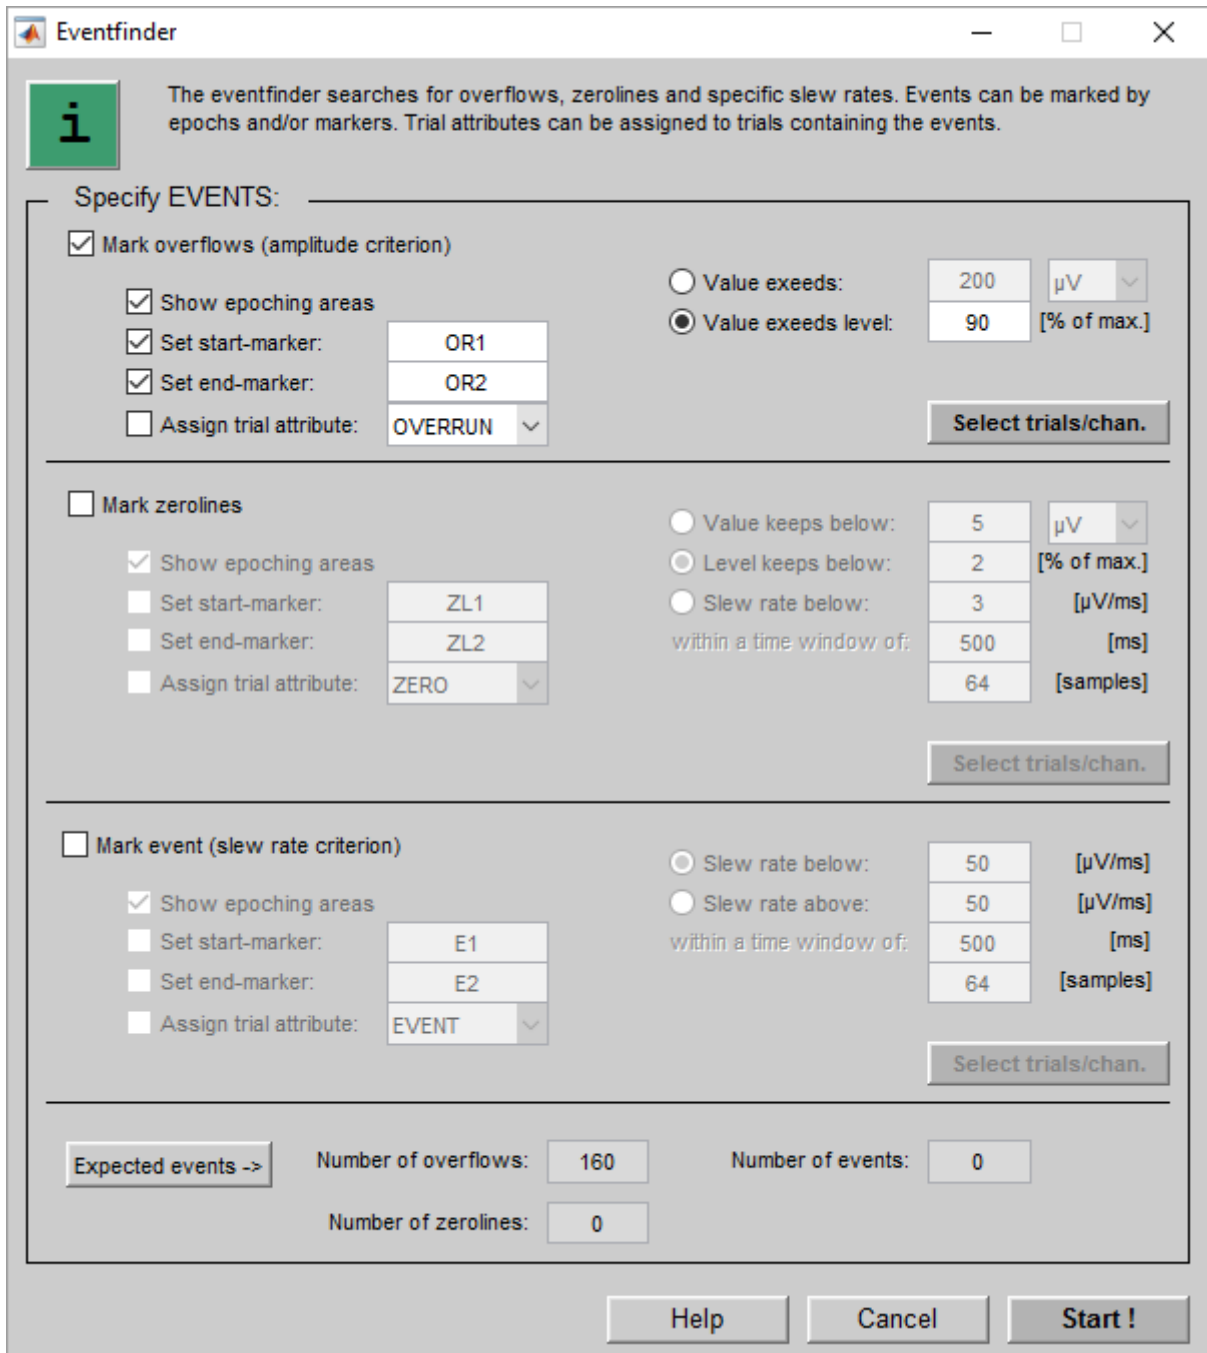 Eventfinder
i
The eventfinder searches for overflows, zerolines and specific slew rates. Events can be marked by
epochs and/or markers. Trial attributes can be assigned to trials containing the events.
Specify EVENTS:
Mark overflows (amplitude criterion)
Value exceeds: 200 µV
Show epoching areas
Value exceeds level: 90 [% of max.]
Set start-marker: OR1
Set end-marker: OR2
Assign trial attribute: OVERRUN
Select trials/chan.
Mark zerolines
Value keeps below: 5 µV
Show epoching areas
Level keeps below: 2 [% of max.]
Set start-marker: ZL1
Slew rate below: 3 [µV/ms]
Set end-marker: ZL2
within a time window of: 500 [ms]
Assign trial attribute: ZERO
64 [samples]
Select trials/chan.
Mark event (slew rate criterion)
Slew rate below: 50 [µV/ms]
Show epoching areas
Slew rate above: 50 [µV/ms]
Set start-marker: E1
within a time window of: 500 [ms]
Set end-marker: E2
64 [samples]
Assign trial attribute: EVENT
Select trials/chan.
Expected events ->
Number of overflows: 160
Number of events: 0
Number of zerolines: 0
Help
Cancel
Start !